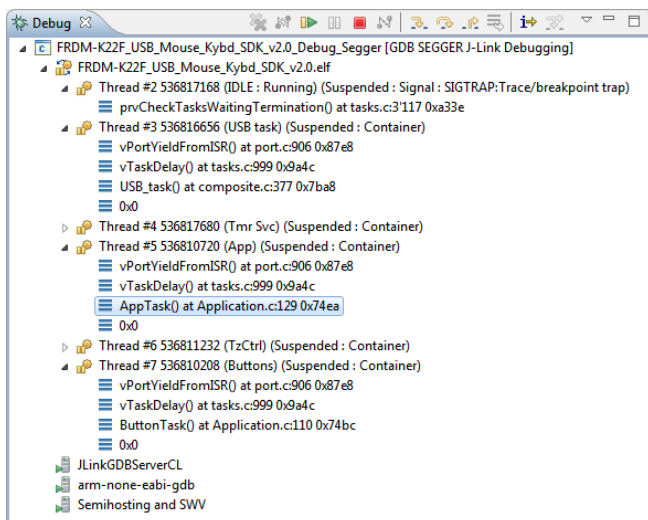 Debug
FRDM-K22F_USB_Mouse_Kybd_SDK_v2.0_Debug_Segger [GDB SEGGER J-Link Debugging]
FRDM-K22F_USB_Mouse_Kybd_SDK_v2.0.elf
Thread #2 536817168 (IDLE : Running) (Suspended : Signal : SIGTRAP:Trace/breakpoint trap)
prvCheckTasksWaitingTermination() at tasks.c:3'117 0xa33e
Thread #3 536816656 (USB task) (Suspended : Container)
vPortYieldFromISR() at port.c:906 0x87e8
vTaskDelay() at tasks.c:999 0x9a4c
USB_task() at composite.c:377 0x7ba8
0x0
Thread #4 536817680 (Tmr Svc) (Suspended : Container)
Thread #5 536810720 (App) (Suspended : Container)
vPortYieldFromISR() at port.c:906 0x87e8
vTaskDelay() at tasks.c:999 0x9a4c
AppTask() at Application.c:129 0x74ea
0x0
Thread #6 536811232 (TzCtrl) (Suspended : Container)
Thread #7 536810208 (Buttons) (Suspended : Container)
vPortYieldFromISR() at port.c:906 0x87e8
vTaskDelay() at tasks.c:999 0x9a4c
ButtonTask() at Application.c:110 0x74bc
0x0
JLinkGDBServerCL
arm-none-eabi-gdb
Semihosting and SWV